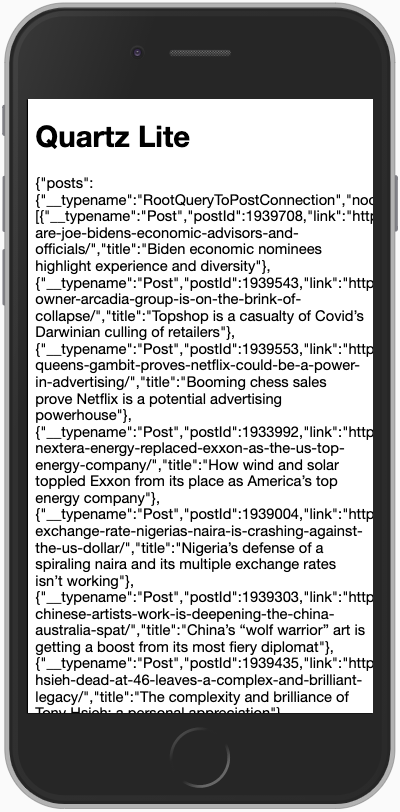 Quartz Lite
{"posts":
{"__typename":"RootQueryToPostConnection","noc
[{"__typename":"Post","postId":1939708,"link":"http
are-joe-bidens-economic-advisors-and-
officials/","title":"Biden economic nominees
highlight experience and diversity"},
{"__typename":"Post","postId":1939543,"link":"http
owner-arcadia-group-is-on-the-brink-of-
collapse/","title":"Topshop is a casualty of Covid’s
Darwinian culling of retailers"},
{"__typename":"Post","postId":1939553,"link":"http
queens-gambit-proves-netflix-could-be-a-power-
in-advertising/","title":"Booming chess sales
prove Netflix is a potential advertising
powerhouse"},
{"__typename":"Post","postId":1933992,"link":"http
nextera-energy-replaced-exxon-as-the-us-top-
energy-company/","title":"How wind and solar
toppled Exxon from its place as America’s top
energy company"},
{"__typename":"Post","postId":1939004,"link":"http
exchange-rate-nigerias-naira-is-crashing-against-
the-us-dollar/","title":"Nigeria’s defense of a
spiraling naira and its multiple exchange rates
isn’t working"},
{"__typename":"Post","postId":1939303,"link":"http
chinese-artists-work-is-deepening-the-china-
australia-spat/","title":"China’s “wolf warrior” art is
getting a boost from its most fiery diplomat"},
{"__typename":"Post","postId":1939435,"link":"http
hsieh-dead-at-46-leaves-a-complex-and-brilliant-
legacy/","title":"The complexity and brilliance of
Tony Hsieh: a personal appreciation"}